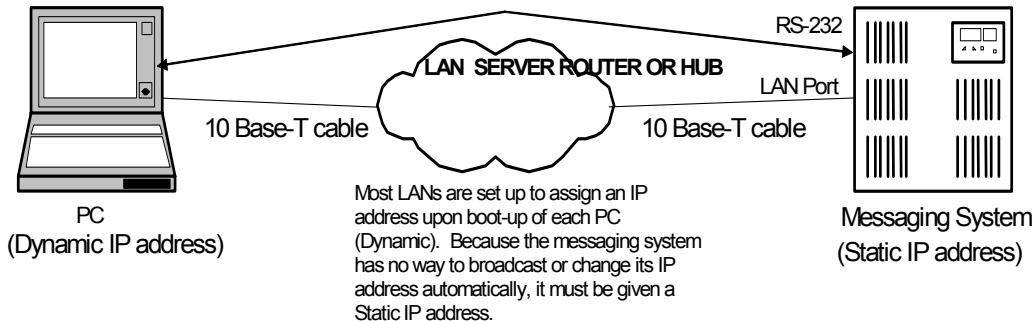 RS-232
LAN SERVER ROUTER OR HUB
LAN Port
10 Base-T cable
10 Base-T cable
PC
(Dynamic IP address)
Most LANs are set up to assign an IP
address upon boot-up of each PC
(Dynamic). Because the messaging system
has no way to broadcast or change its IP
address automatically, it must be given a
Static IP address.
Messaging System
(Static IP address)